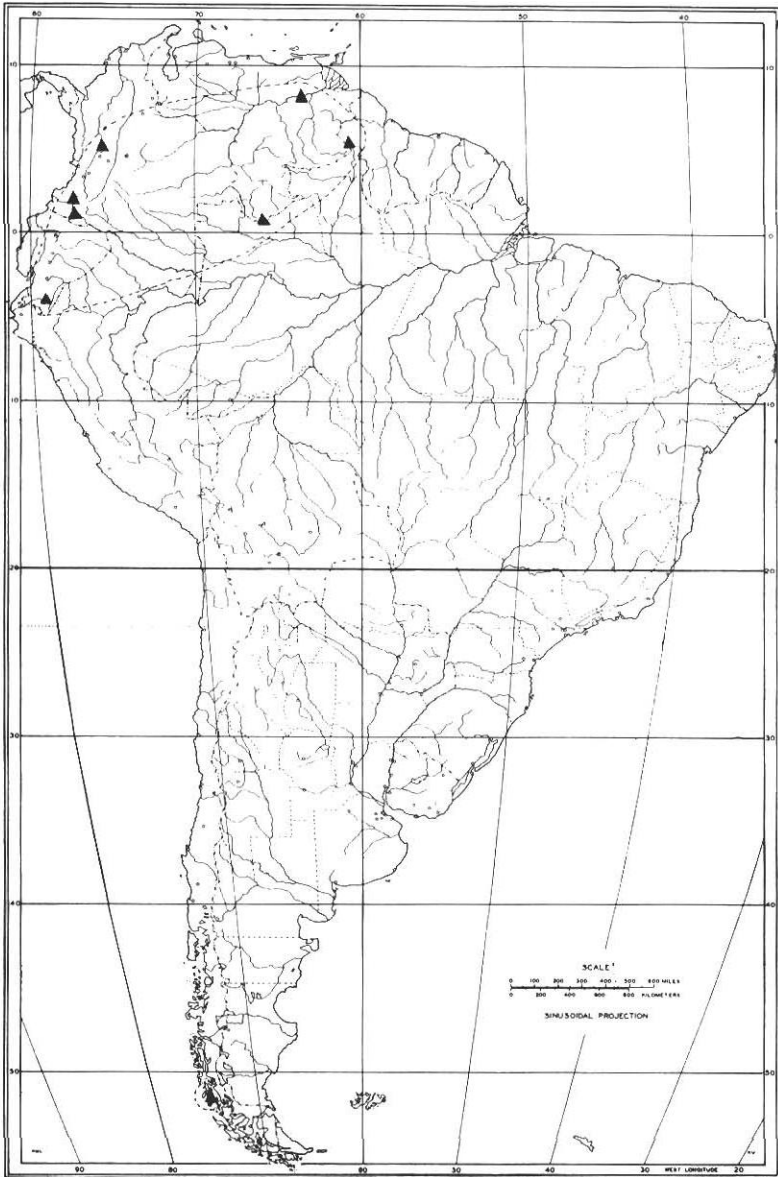 80 70 60 50 40
10 10
0 0
10 10
20 20
30 30
40 40
50 50
SCALE
0 100 200 300 400 500 600 MILES
0 200 400 600 800 KILOMETERS
SINUSOIDAL PROJECTION
90 80 60 30 40 30 20
WEST LONGITUDE